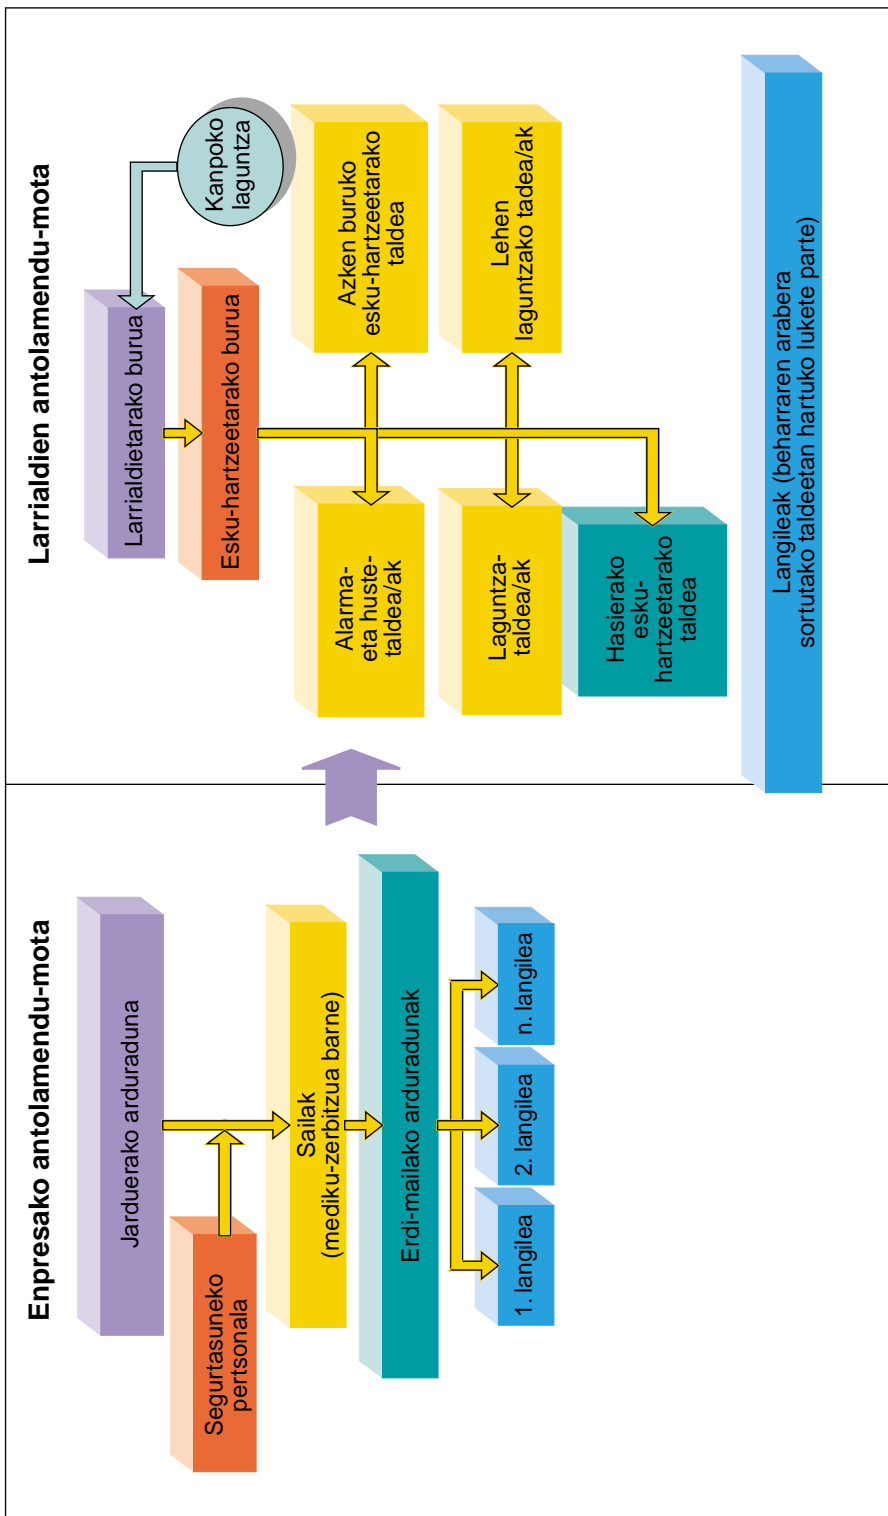 Enpresako antolamendu-mota
Jarduerako arduraduna
Segurtasuneko
pertsonala
Sailak
(mediku-zerbitzua barne)
Erdi-mailako arduradunak
1. langilea
2. langilea
n. langilea
Larrialdien antolamendu-mota
Larrialdietarako burua
Kanpoko
laguntza
Esku-hartzeetarako burua
Alarma-
eta huste-
taldea/ak
Azken buruko
esku-hartzeetarako
taldea
Laguntza-
taldea/ak
Lehen
laguntzako tadea/ak
Hasierako
esku-
hartzeetarako
taldea
Langileak (beharraren arabera
sortutako taldeetan hartuko lukete parte)